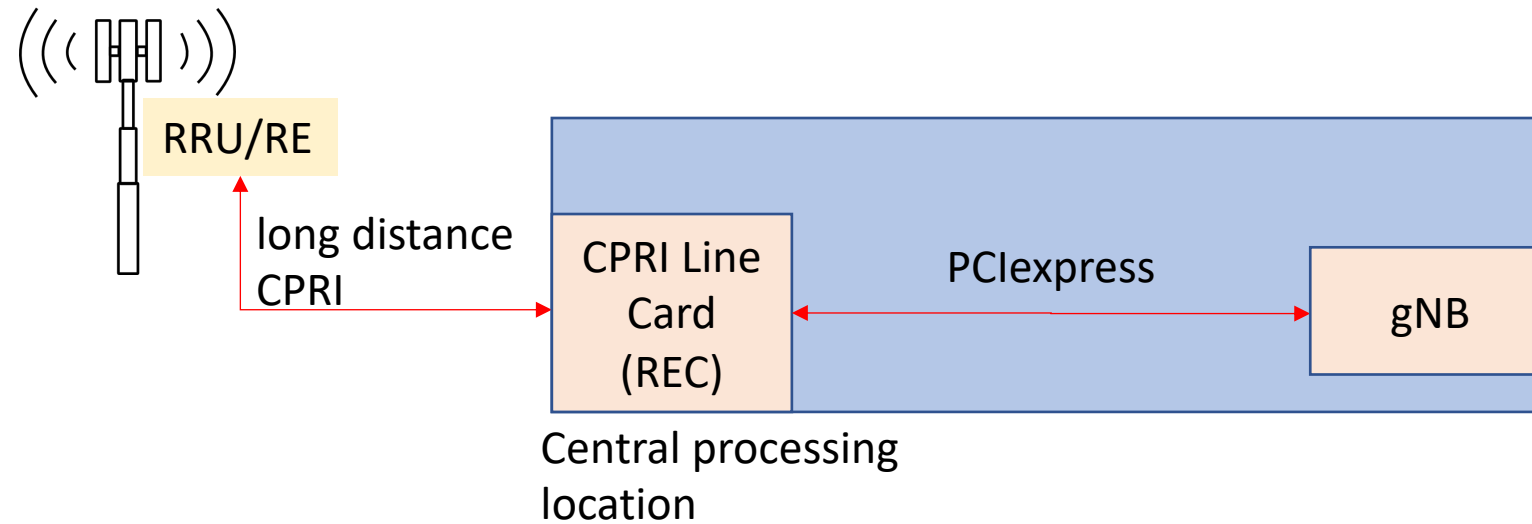 RRU/RE
long distance
CPRI
CPRI Line
Card
(REC)
PCIexpress
gNB
Central processing
location